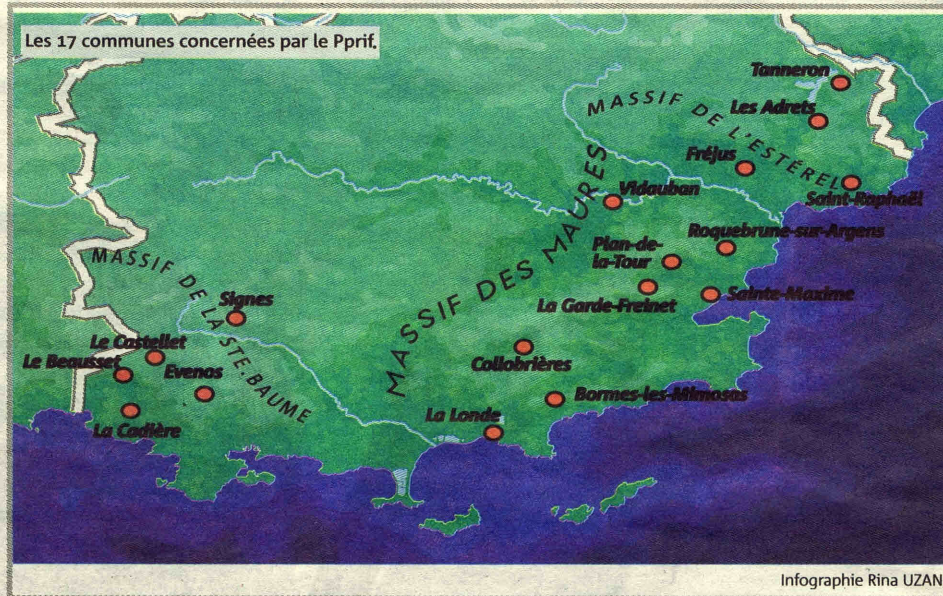 Les 17 communes concernées par le Pprif.
Tanneron
MASSIF DE L'ESTÉREL
Les Adrets
Fréjus
Saint-Raphaël
Vidauban
MASSIF DES MAURES
Roquebrune-sur-Argens
Plan-de-
la-Tour
La Garde-Freinet
Sainte-Maxime
MASSIF DE LA STE-BAUME
Signes
Le Castellet
Le Beausset
Evenos
La Cadière
Collobrières
Bormes-les-Mimosas
La Londe
Infographie Rina UZAN